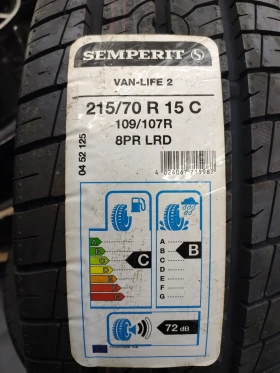 SEMPERIT S
VAN-LIFE 2
215/70 R 15 C
109/107R
8PR LRD
04 52 125
A
B
C
D
E
F
G
C
A
B
C
D
E
F
G
B
72 dB